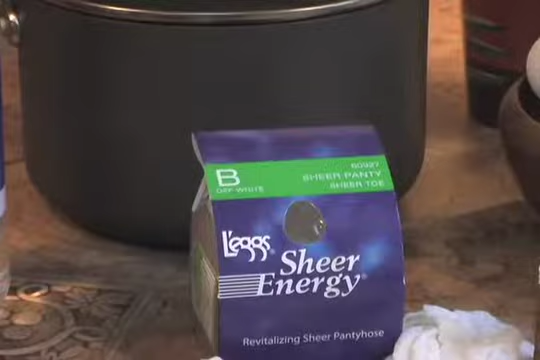 B
OFF-WHITE
60927
SHEER PANTY
SHEER TOE
L'eggs®
Sheer
Energy®
Revitalizing Sheer Pantyhose